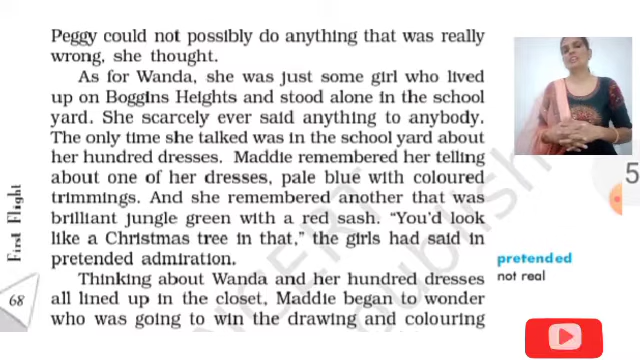 Peggy could not possibly do anything that was really
wrong, she thought.
As for Wanda, she was just some girl who lived
up on Boggins Heights and stood alone in the school
yard. She scarcely ever said anything to anybody.
The only time she talked was in the school yard about
her hundred dresses. Maddie remembered her telling
about one of her dresses, pale blue with coloured
trimmings. And she remembered another that was
brilliant jungle green with a red sash. “You’d look
like a Christmas tree in that,” the girls had said in
pretended admiration.
Thinking about Wanda and her hundred dresses
all lined up in the closet, Maddie began to wonder
who was going to win the drawing and colouring
pretended
not real
First Flight
68
5
NCERT